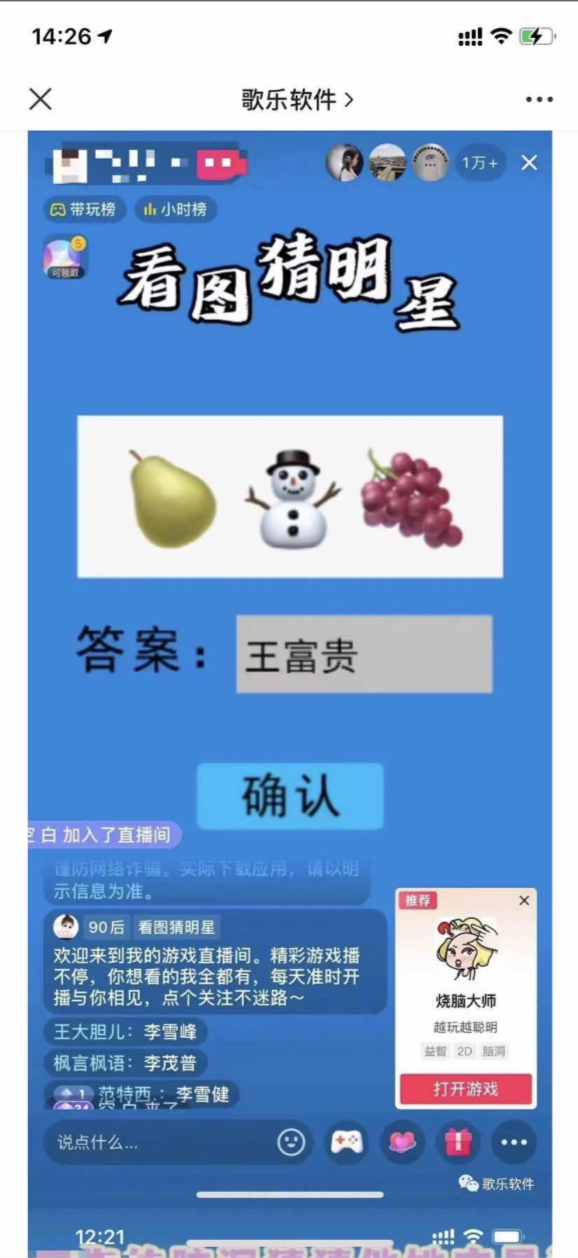 14:26
歌乐软件
1万+
带玩榜 小时榜
5
可领取
看图猜明星
答案：王富贵
确认
空 白 加入了直播间
谨防网络诈骗。实际下载应用，请以明
示信息为准。
90后 看图猜明星
欢迎来到我的游戏直播间。精彩游戏播
不停，你想看的我全都有，每天准时开
播与你相见，点个关注不迷路～
王大胆儿：李雪峰
枫言枫语：李茂普
1 范特西.：李雪健
24 空 白 来了
推荐
烧脑大师
越玩越聪明
益智 2D 脑洞
打开游戏
说点什么...
歌乐软件
12:21